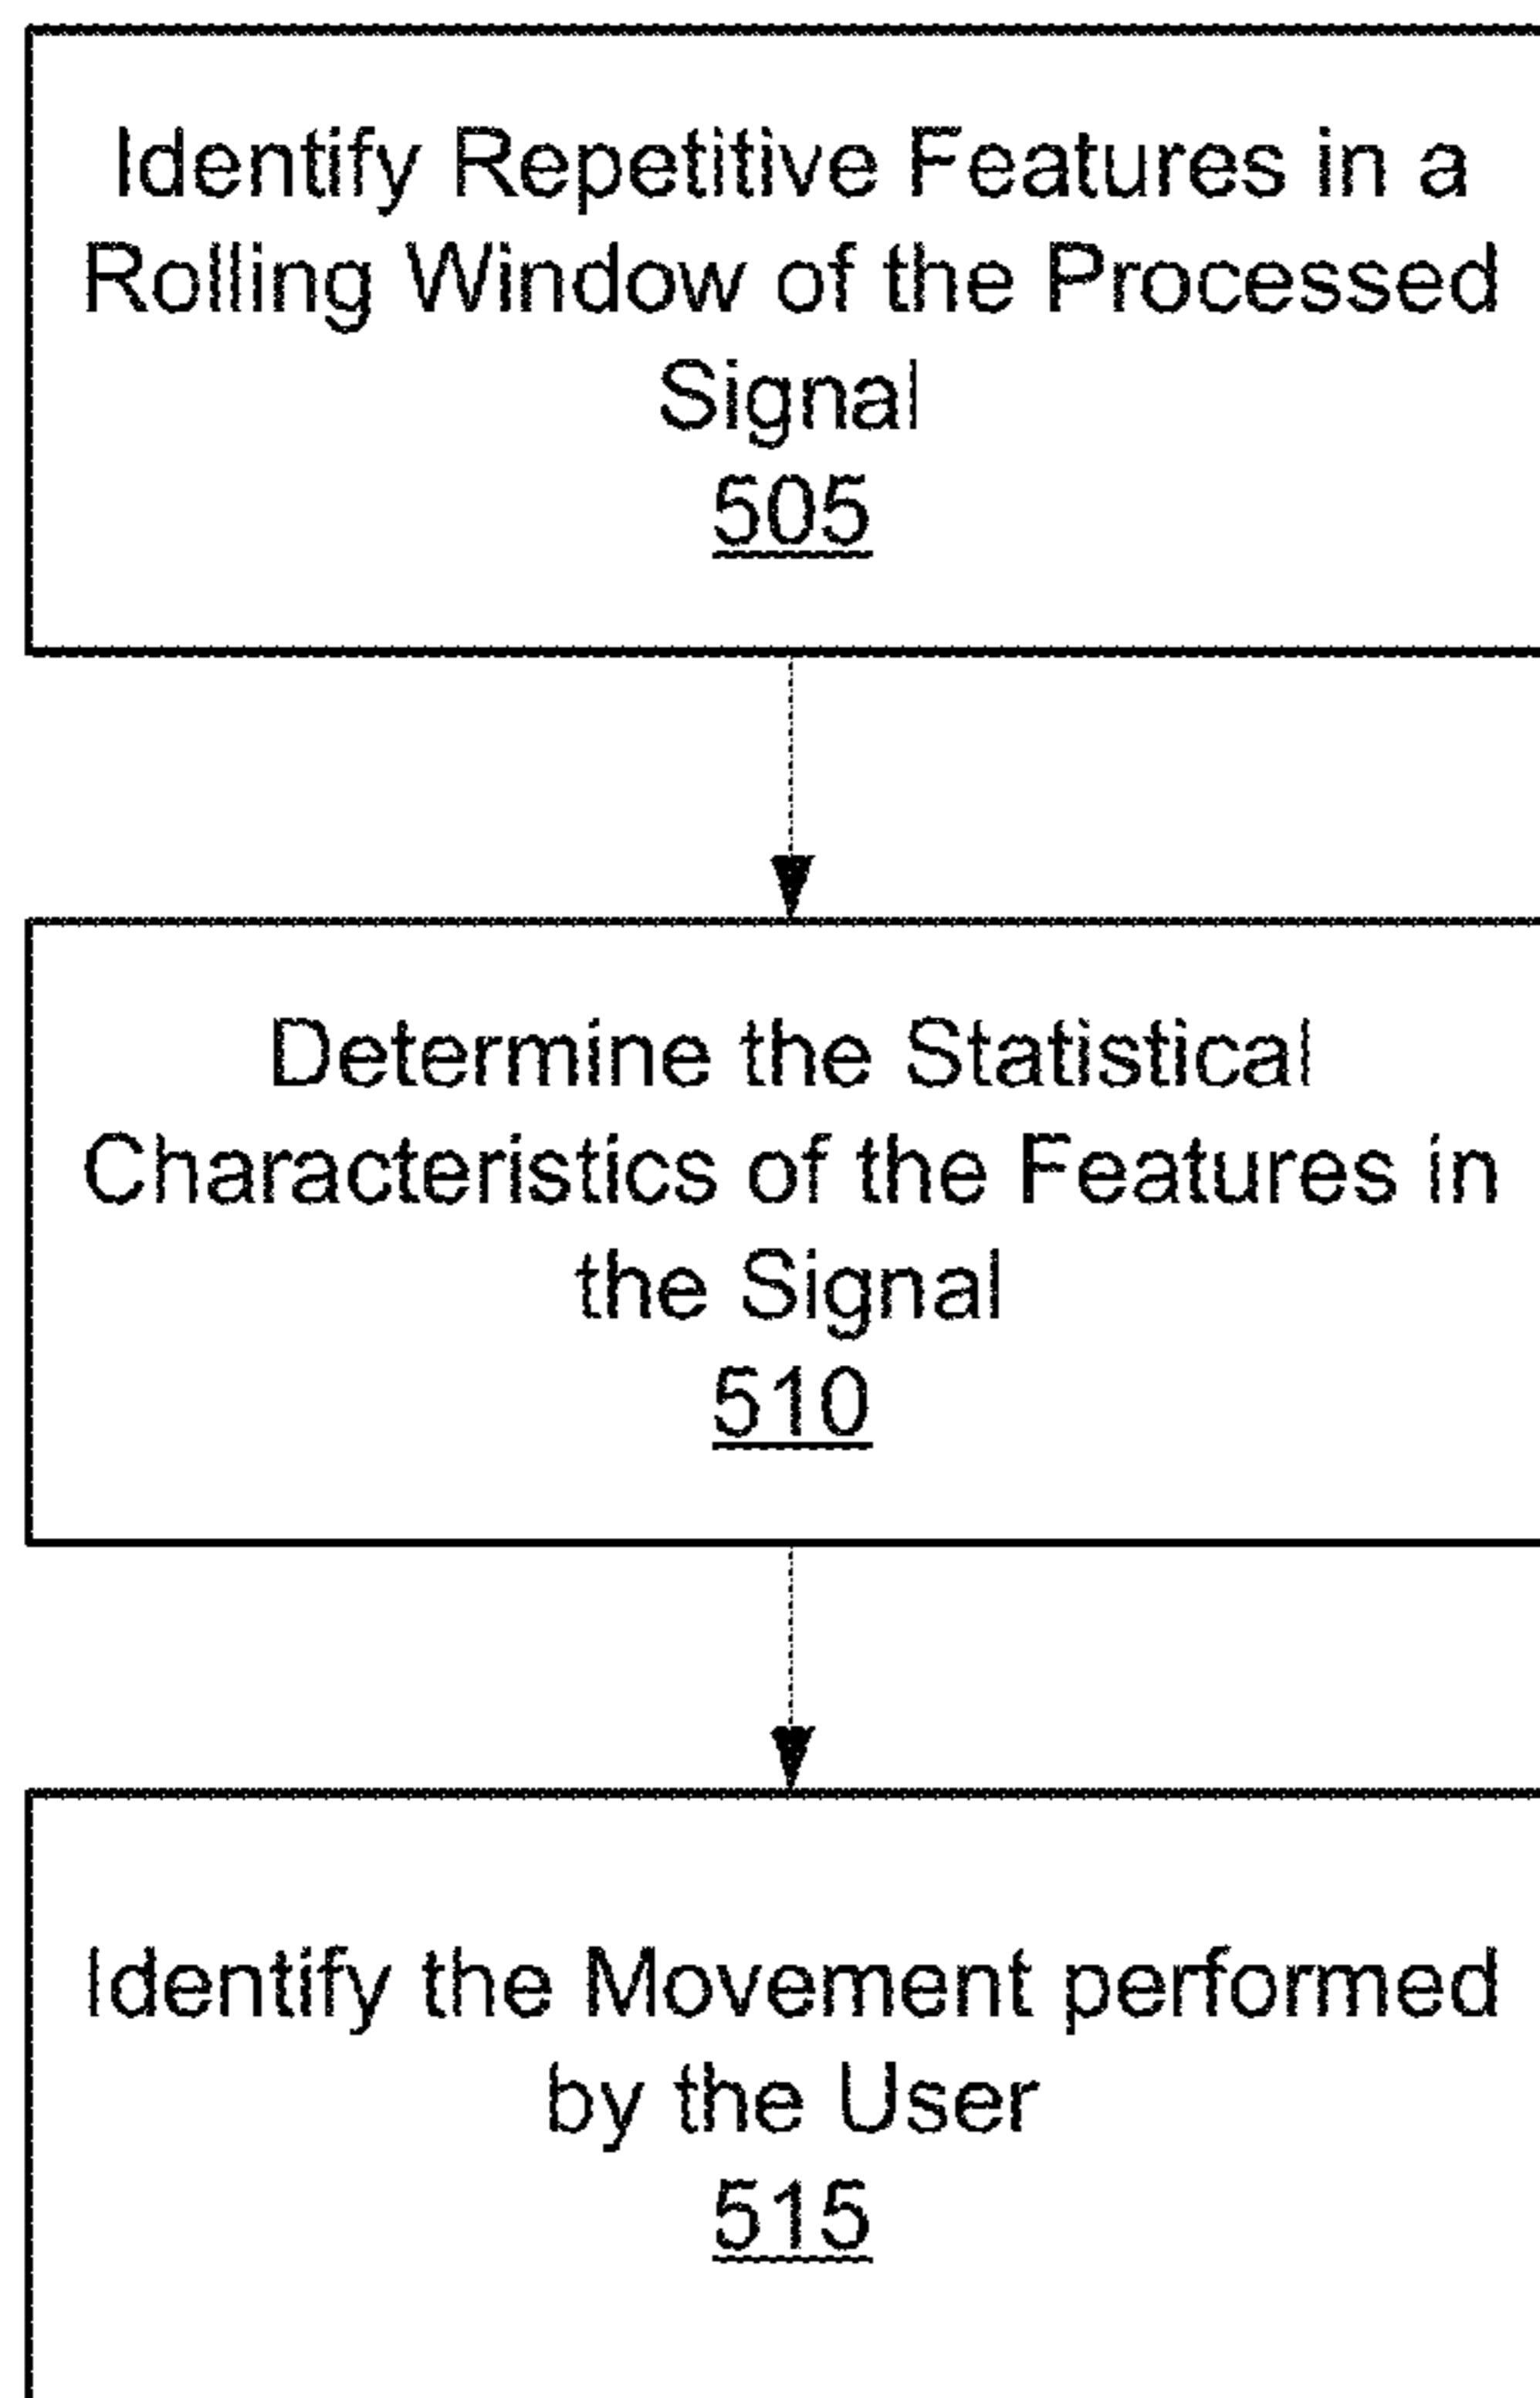 Identify Repetitive Features in a
Rolling Window of the Processed
Signal
505
Determine the Statistical
Characteristics of the Features in
the Signal
510
Identify the Movement performed
by the User
515